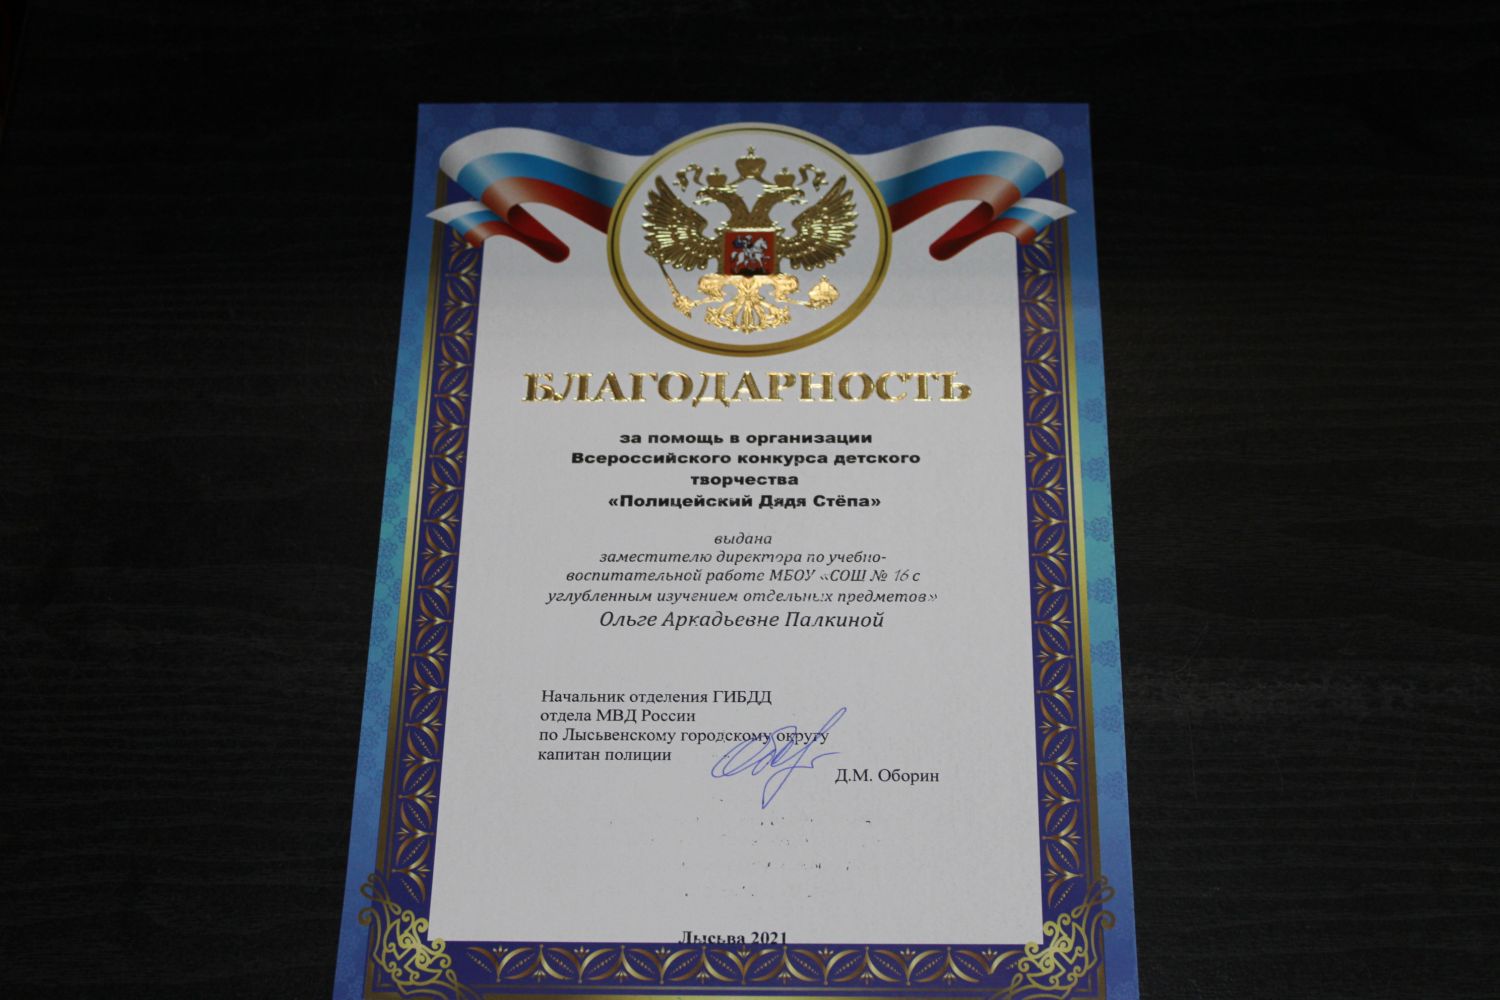 БЛАГОДАРНОСТЬ
за помощь в организации
Всероссийского конкурса детского
творчества
«Полицейский Дядя Стёпа»
выдана
заместителю директора по учебно-
воспитательной работе МБОУ «СОШ № 16 с
углубленным изучением отдельных предметов»
Ольге Аркадьевне Палкиной
Начальник отделения ГИБДД
отдела МВД России
по Лысьвенскому городскому округу
капитан полиции
Д.М. Оборин
Лысьва 2021